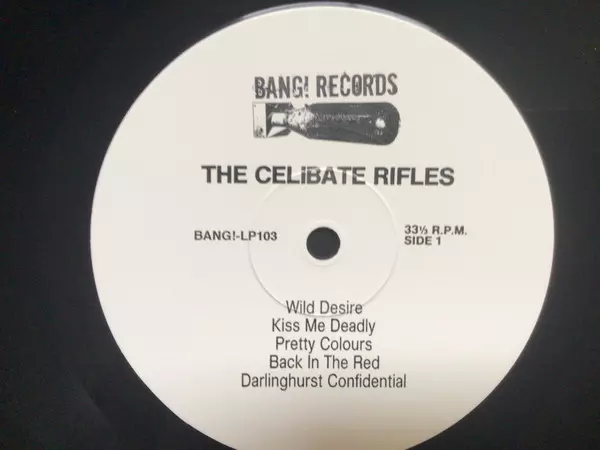 BANG! RECORDS
THE CELIBATE RIFLES
BANG!-LP103
33⅓ R.P.M.
SIDE 1
Wild Desire
Kiss Me Deadly
Pretty Colours
Back In The Red
Darlinghurst Confidential